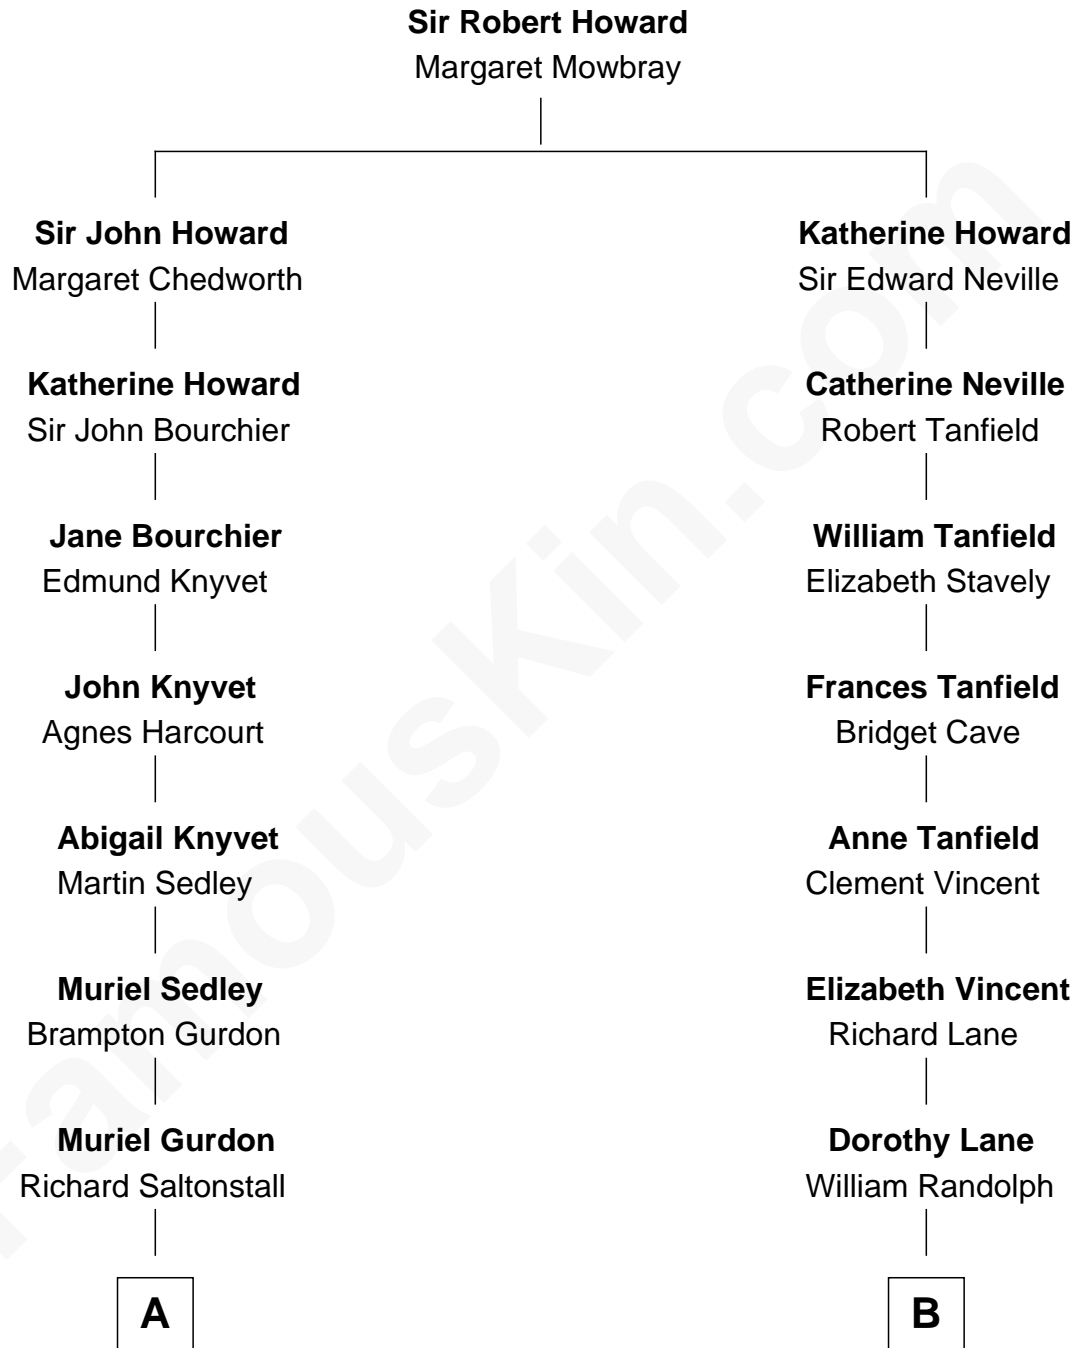 Sir Robert Howard
Margaret Mowbray
Sir John Howard
Margaret Chedworth
Katherine Howard
Sir John Bourchier
Jane Bourchier
Edmund Knyvet
John Knyvet
Agnes Harcourt
Abigail Knyvet
Martin Sedley
Muriel Sedley
Brampton Gurdon
Muriel Gurdon
Richard Saltonstall
A
Katherine Howard
Sir Edward Neville
Catherine Neville
Robert Tanfield
William Tanfield
Elizabeth Stavely
Frances Tanfield
Bridget Cave
Anne Tanfield
Clement Vincent
Elizabeth Vincent
Richard Lane
Dorothy Lane
William Randolph
B
FamousKin.com